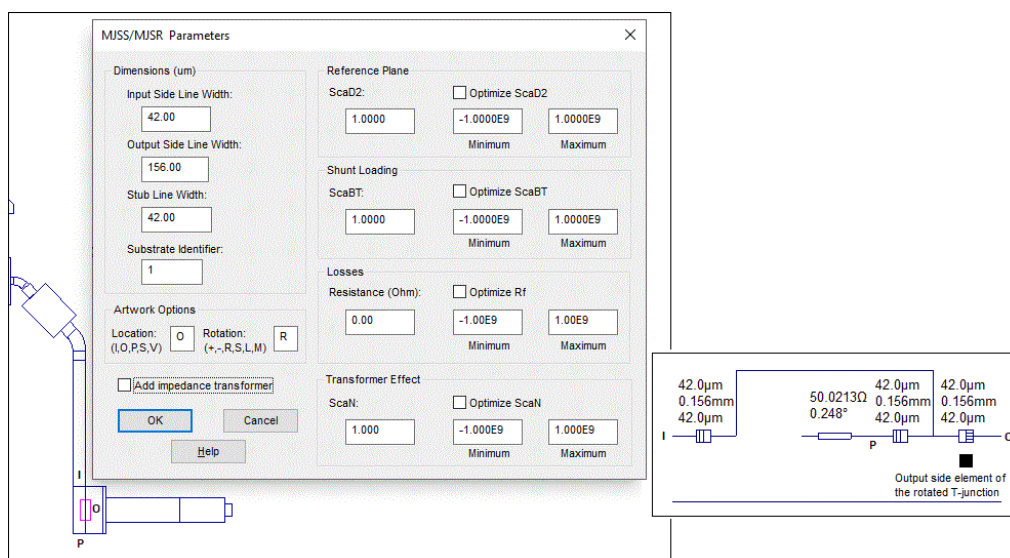 MJSS/MJSR Parameters
Dimensions (um)
Input Side Line Width:
42.00
Output Side Line Width:
156.00
Stub Line Width:
42.00
Substrate Identifier:
1
Artwork Options
Location:
(I,O,P,S,V)
O
Rotation:
(+,-,R,S,L,M)
R
Add impedance transformer
OK
Cancel
Help
Reference Plane
ScaD2:
Optimize ScaD2
1.0000
-1.0000E9
1.0000E9
Minimum
Maximum
Shunt Loading
ScaBT:
Optimize ScaBT
1.0000
-1.0000E9
1.0000E9
Minimum
Maximum
Losses
Resistance (Ohm):
Optimize Rf
0.00
-1.00E9
1.00E9
Minimum
Maximum
Transformer Effect
ScaN:
Optimize ScaN
1.000
-1.000E9
1.000E9
Minimum
Maximum
I
O
P
42.0µm
0.156mm
42.0µm
50.0213Ω
0.248°
42.0µm
0.156mm
42.0µm
42.0µm
0.156mm
42.0µm
I
P
O
Output side element of
the rotated T-junction